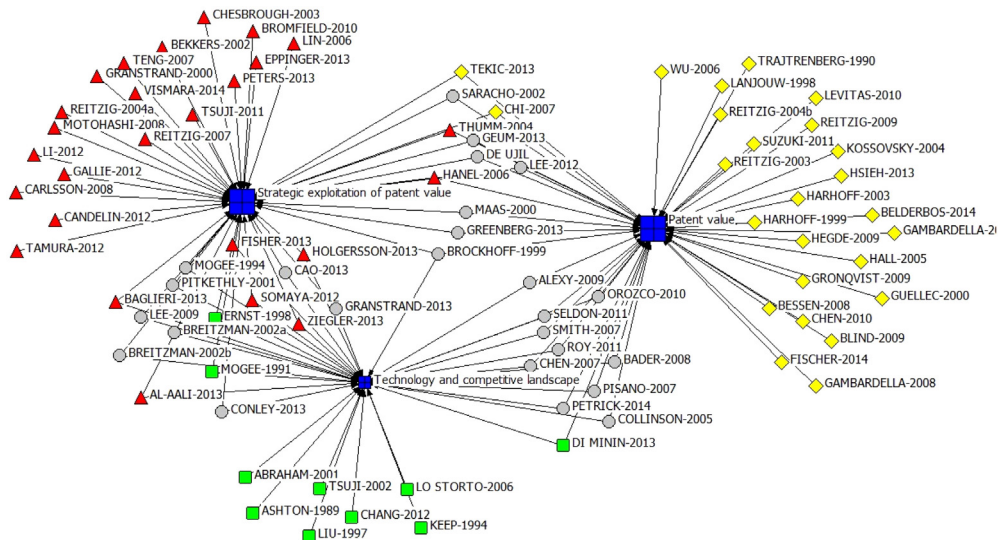 CHESBROUGH-2003
BROMFIELD-2010
LIN-2006
BEKKERS-2002
TENG-2007
EPPINGER-2013
GRANSTRAND-2000
PETERS-2013
VISMARA-2014
REITZIG-2004a
TSUJI-2011
MOTOHASHI-2008
REITZIG-2007
LI-2012
GALLIE-2012
CARLSSON-2008
CANDELIN-2012
TAMURA-2012
Strategic exploitation of patent value
TEKIC-2013
SARACHO-2002
CHI-2007
THUMM-2004
GEUM-2013
DE UJIL
LEE-2012
HANEL-2006
MAAS-2000
GREENBERG-2013
BROCKHOFF-1999
WU-2006
TRAJTRENBERG-1990
LANJOUW-1998
LEVITAS-2010
REITZIG-2004b
REITZIG-2009
SUZUKI-2011
KOSSOVSKY-2004
REITZIG-2003
HSIEH-2013
HARHOFF-2003
BELDERBOS-2014
HARHOFF-1999
GAMBARDELLA-2
Patent value
HEGDE-2009
HALL-2005
GRONQVIST-2009
GUELLEC-2000
BESSEN-2008
CHEN-2010
BLIND-2009
FISCHER-2014
GAMBARDELLA-2008
FISHER-2013
HOLGERSSON-2013
MOGEE-1994
CAO-2013
PITKETHLY-2001
BAGLIERI-2013
SOMAYA-2012
GRANSTRAND-2013
LEE-2009
ERNST-1998
ZIEGLER-2013
BREITZMAN-2002a
BREITZMAN-2002b
MOGEE-1991
AL-AALI-2013
CONLEY-2013
Technology and competitive landscape
ALEXY-2009
OROZCO-2010
SELDON-2011
SMITH-2007
ROY-2011
CHEN-2007
BADER-2008
PISANO-2007
PETRICK-2014
COLLINSON-2005
DI MININ-2013
ABRAHAM-2001
TSUJI-2002
LO STORTO-2006
ASHTON-1989
CHANG-2012
KEEP-1994
LIU-1997